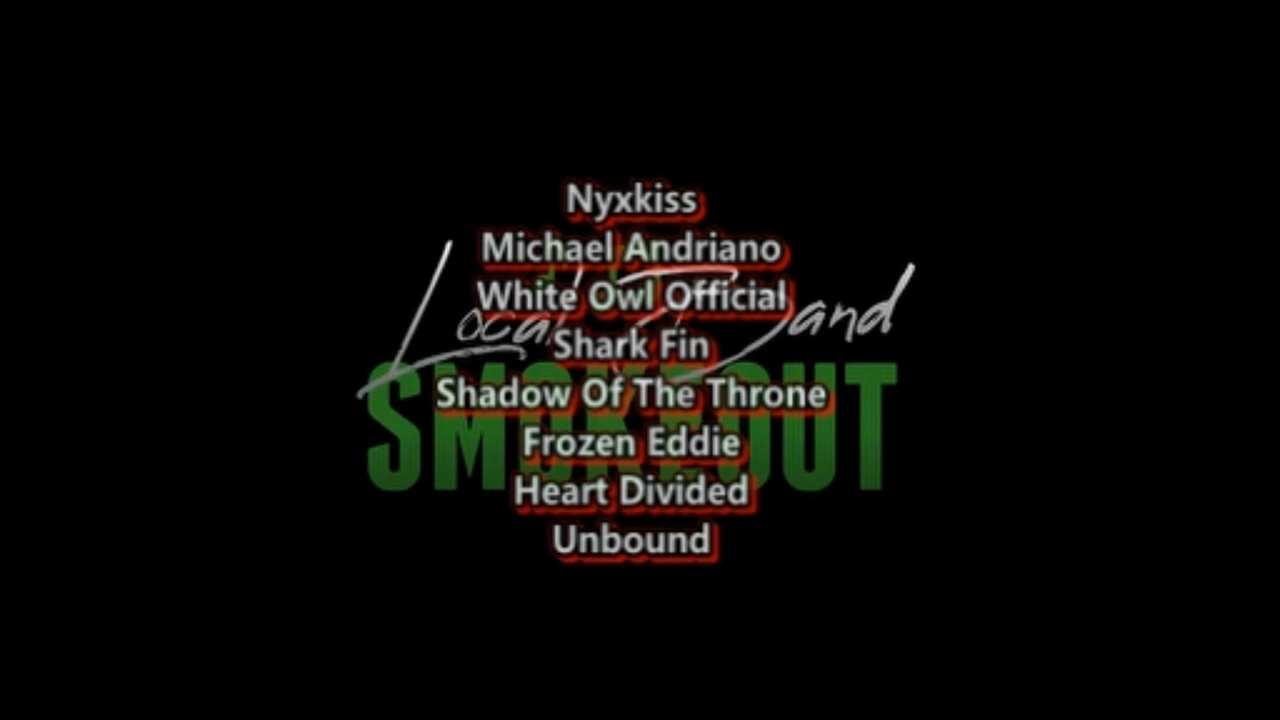 Nyxkiss
Michael Andriano
White Owl Official
Shark Fin
Shadow Of The Throne
Frozen Eddie
Heart Divided
Unbound
Local Band
SMOKEOUT